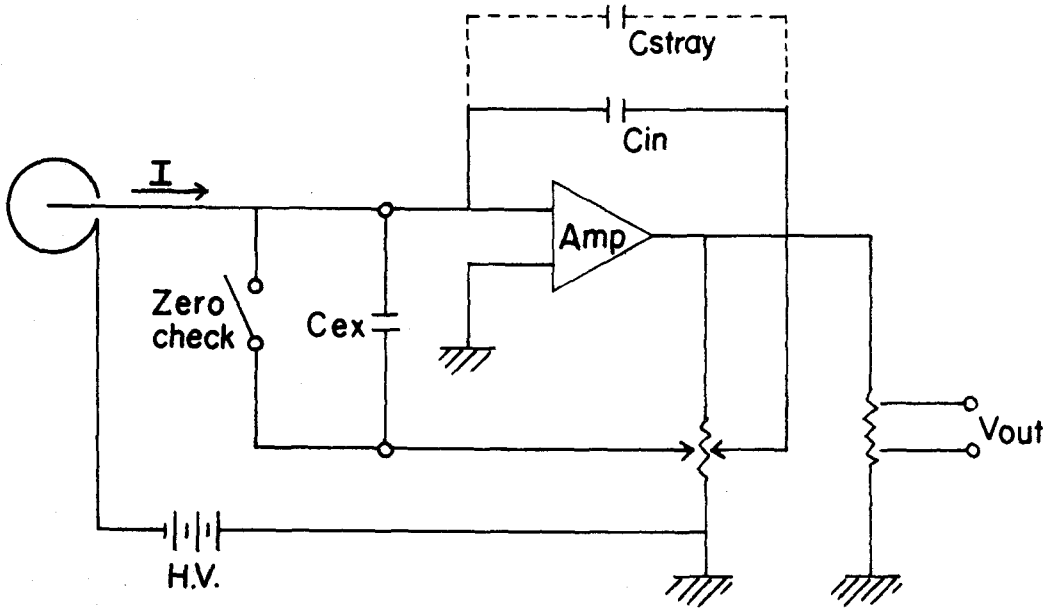 Cstray
Cin
I
Amp
Zero
check
Cex
Vout
H.V.